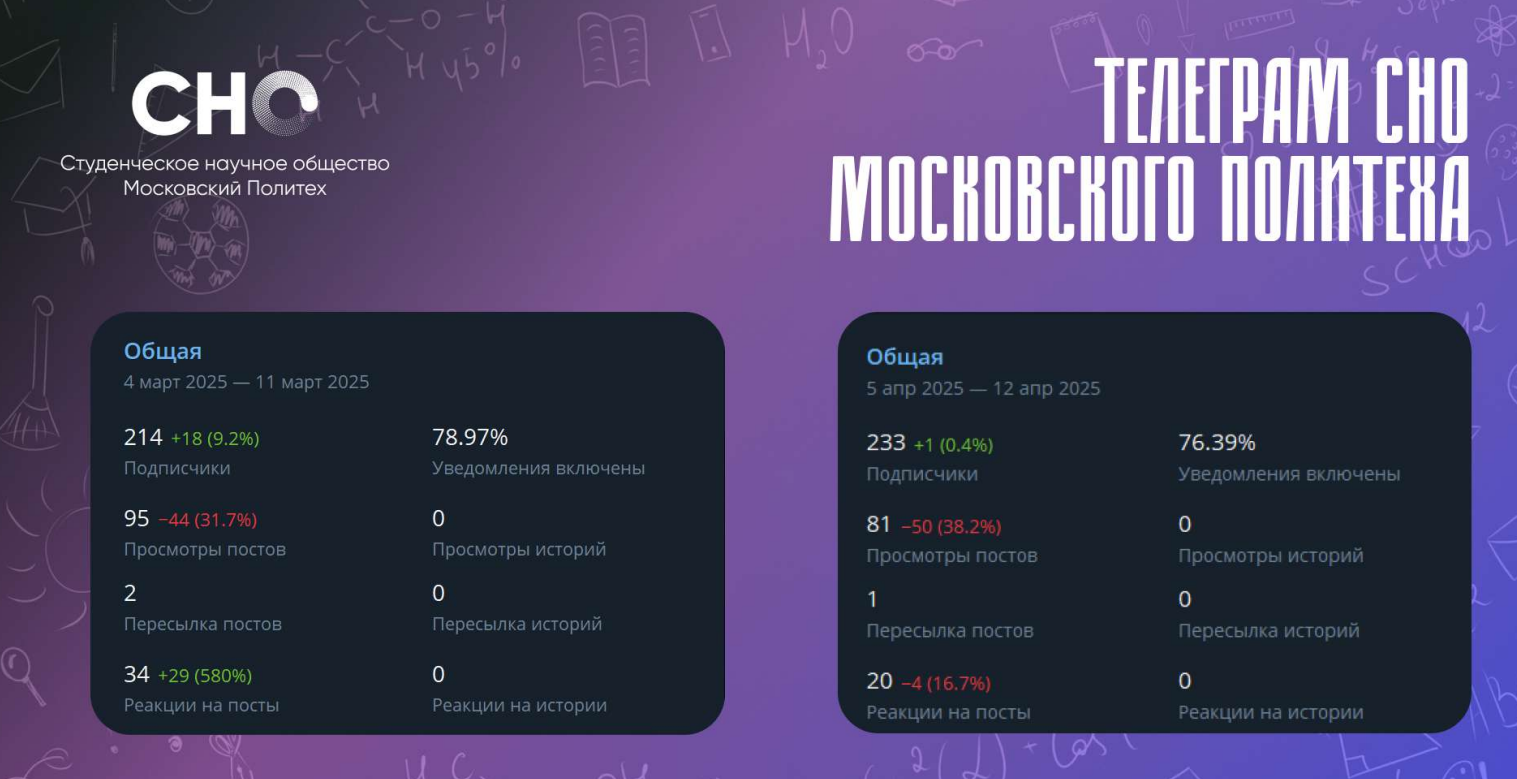 СНО
Студенческое научное общество
Московский Политех
ТЕЛЕГРАМ СНО
МОСКОВСКОГО ПОЛИТЕХА
Общая
4 март 2025 — 11 март 2025
214 +18 (9.2%)
Подписчики
78.97%
Уведомления включены
95 −44 (31.7%)
Просмотры постов
0
Просмотры историй
2
Пересылка постов
0
Пересылка историй
34 +29 (580%)
Реакции на посты
0
Реакции на истории
Общая
5 апр 2025 — 12 апр 2025
233 +1 (0.4%)
Подписчики
76.39%
Уведомления включены
81 −50 (38.2%)
Просмотры постов
0
Просмотры историй
1
Пересылка постов
0
Пересылка историй
20 −4 (16.7%)
Реакции на посты
0
Реакции на истории
H 45%
H₂O
SCHOOL